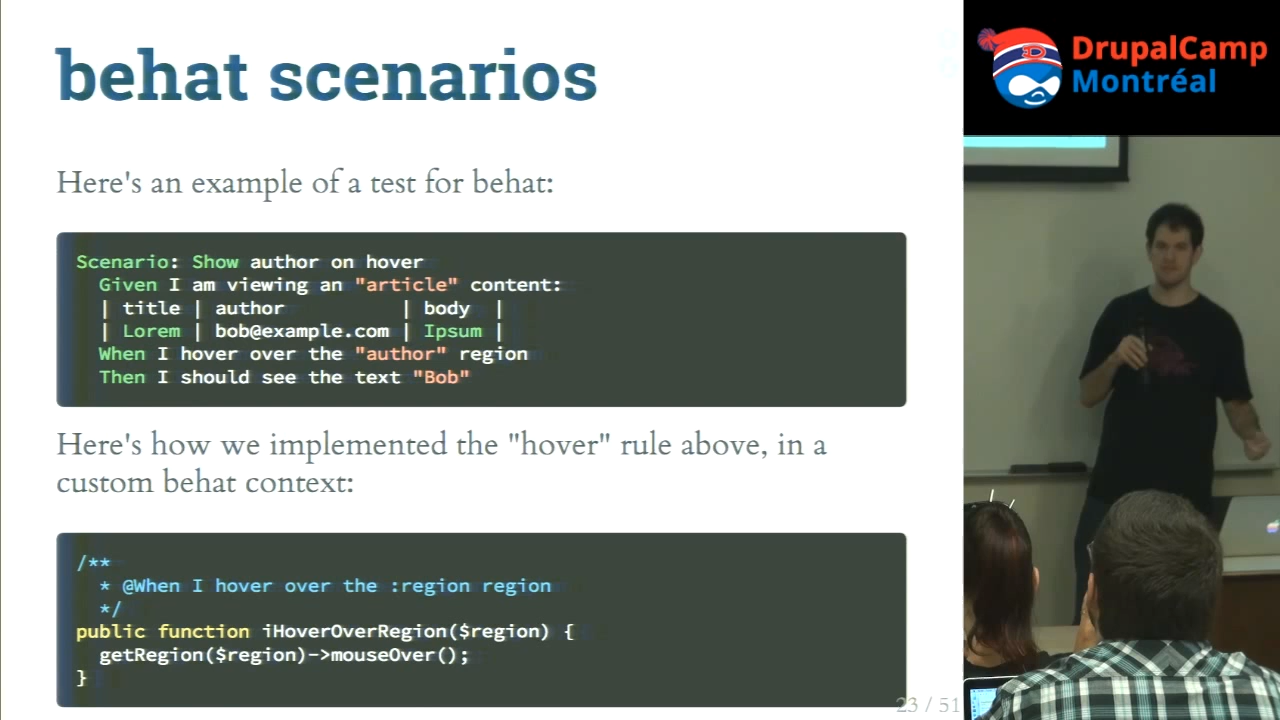 behat scenarios
Here's an example of a test for behat:
Scenario: Show author on hover
  Given I am viewing an "article" content:
  | title | author          | body  |
  | Lorem | bob@example.com | Ipsum |
  When I hover over the "author" region
  Then I should see the text "Bob"
Here's how we implemented the "hover" rule above, in a
custom behat context:
/**
  * @When I hover over the :region region
  */
public function iHoverOverRegion($region) {
  getRegion($region)->mouseOver();
}
23 / 51
DrupalCamp
Montréal